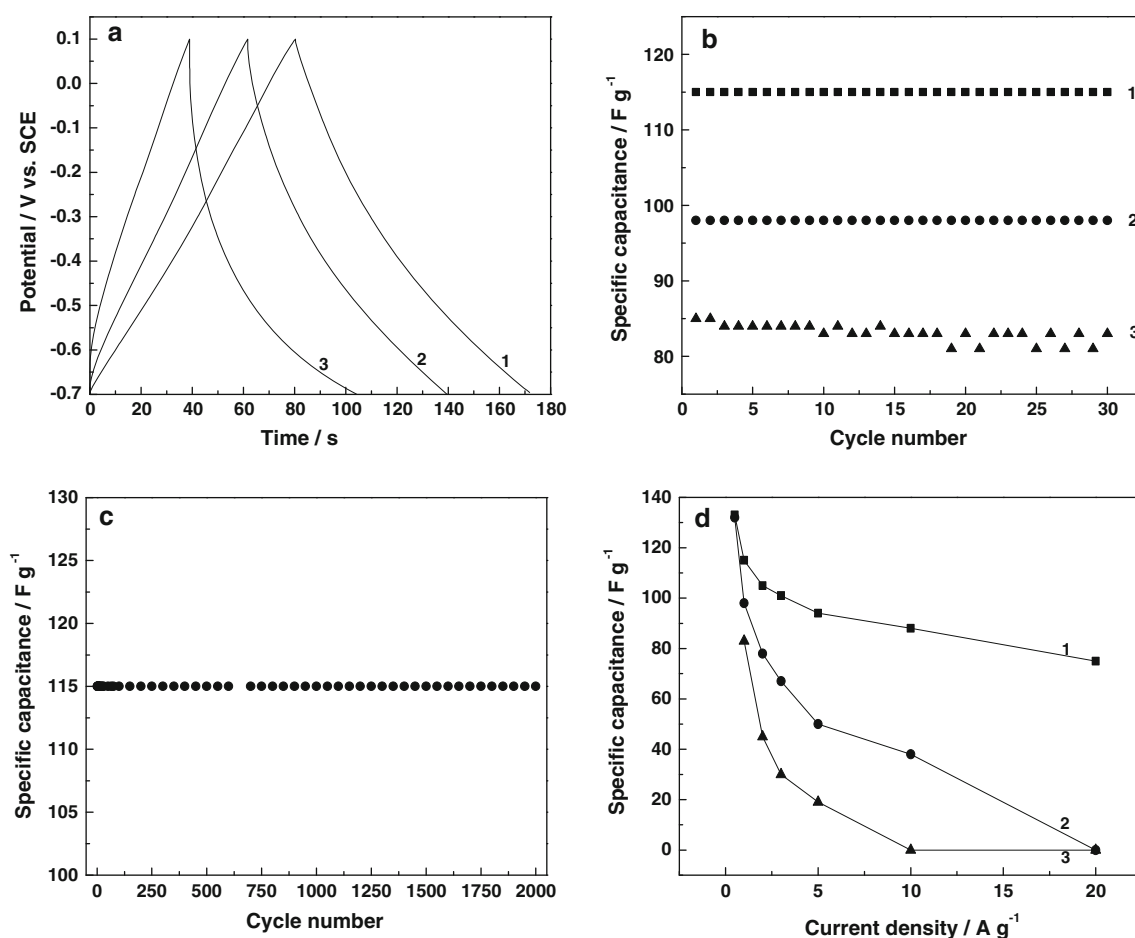 a
0.1
0.0
-0.1
-0.2
-0.3
-0.4
-0.5
-0.6
-0.7
Potential / V vs. SCE
3
2
1
0 20 40 60 80 100 120 140 160 180
Time / s
b
120
110
100
90
80
Specific capacitance / F g⁻¹
1
2
3
0 5 10 15 20 25 30
Cycle number
c
130
125
120
115
110
105
100
Specific capacitance / F g⁻¹
0 250 500 750 1000 1250 1500 1750 2000
Cycle number
d
140
120
100
80
60
40
20
0
Specific capacitance / F g⁻¹
1
2
3
0 5 10 15 20
Current density / A g⁻¹